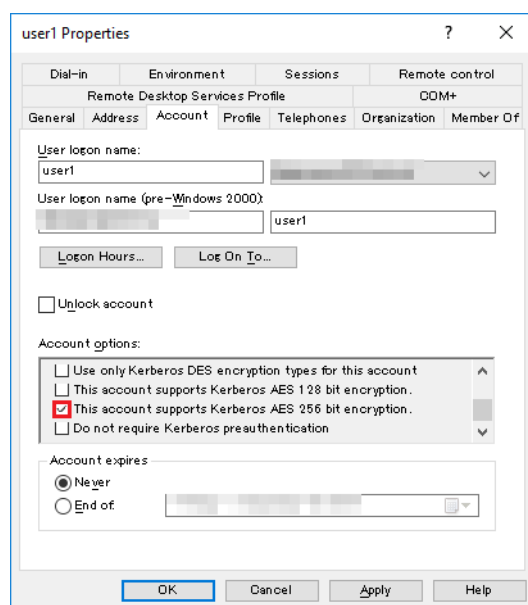 user1 Properties ? X
Dial-in Environment Sessions Remote control
Remote Desktop Services Profile COM+
General Address Account Profile Telephones Organization Member Of
User logon name:
user1
User logon name (pre-Windows 2000):
user1
Logon Hours... Log On To...
Unlock account
Account options:
Use only Kerberos DES encryption types for this account
This account supports Kerberos AES 128 bit encryption.
This account supports Kerberos AES 256 bit encryption.
Do not require Kerberos preauthentication
Account expires
Never
End of:
OK Cancel Apply Help